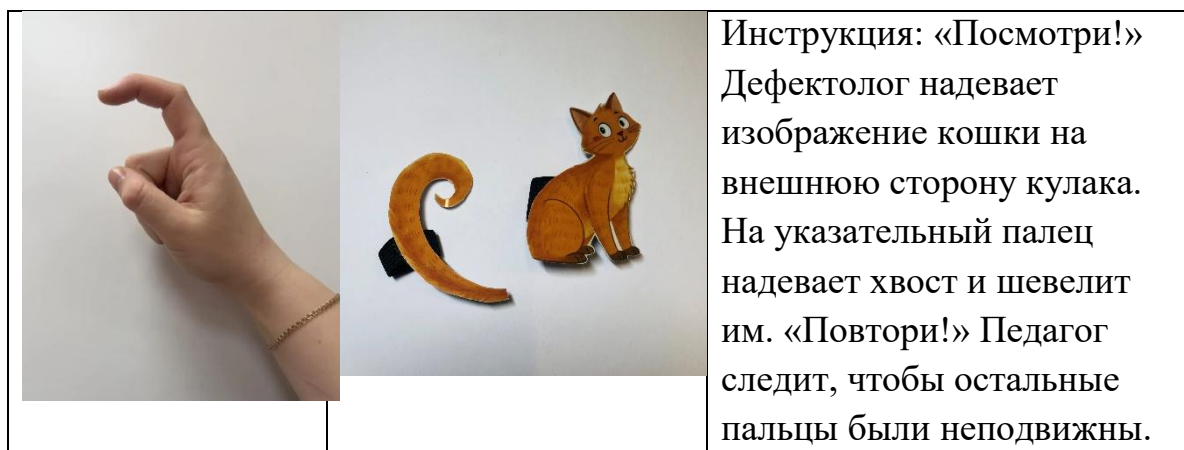 Инструкция: «Посмотри!»
Дефектолог надевает
изображение кошки на
внешнюю сторону кулака.
На указательный палец
надевает хвост и шевелит
им. «Повтори!» Педагог
следит, чтобы остальные
пальцы были неподвижны.